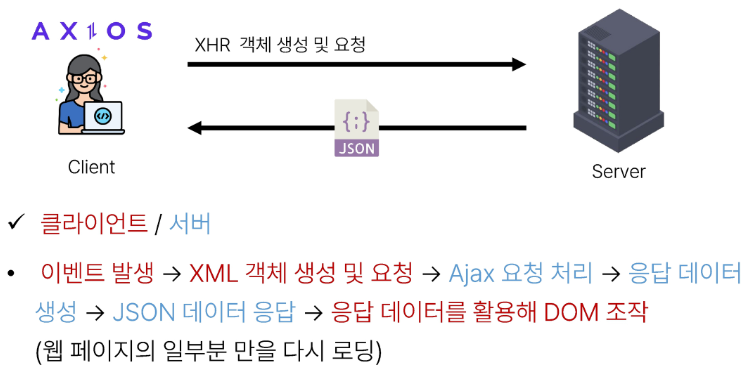 AXIOS
XHR 객체 생성 및 요청
{;}
JSON
Client
Server
✓ 클라이언트 / 서버
• 이벤트 발생 → XML 객체 생성 및 요청 → Ajax 요청 처리 → 응답 데이터
생성 → JSON 데이터 응답 → 응답 데이터를 활용해 DOM 조작
(웹 페이지의 일부분 만을 다시 로딩)